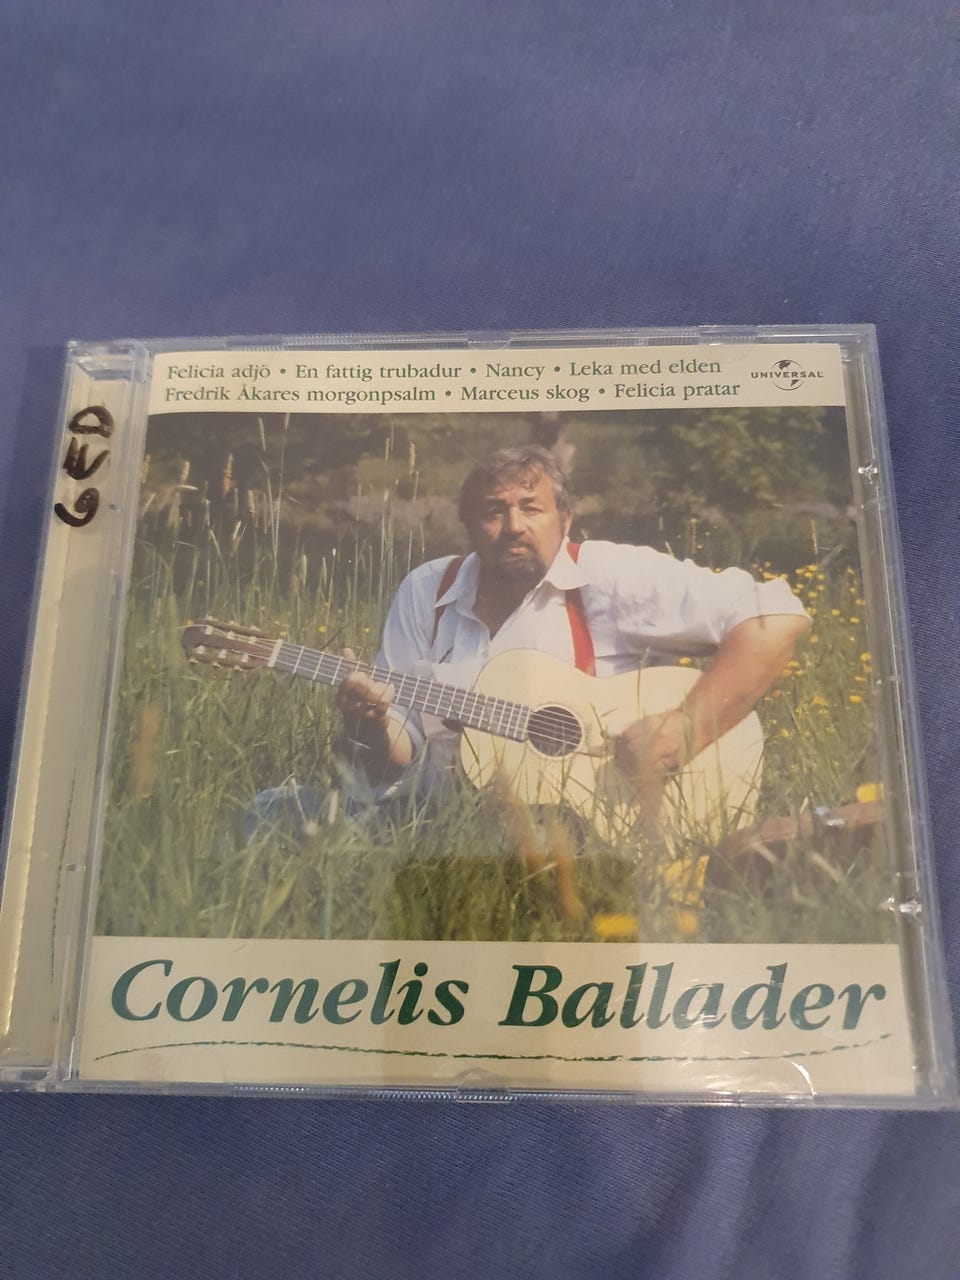 Felicia adjö • En fattig trubadur • Nancy • Leka med elden
Fredrik Åkares morgonpsalm • Marceus skog • Felicia pratar
UNIVERSAL
GED
Cornelis Ballader